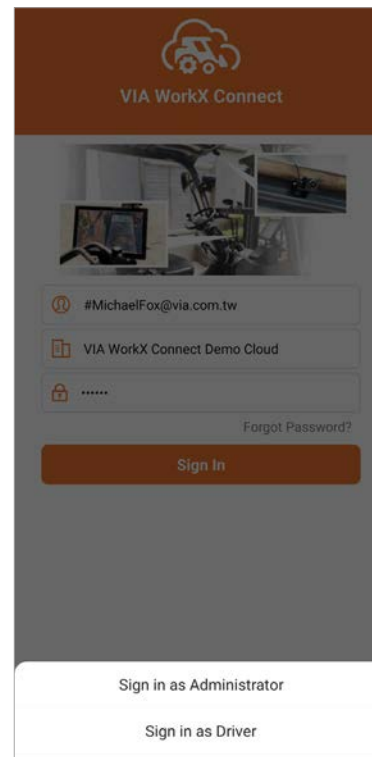 VIA WorkX Connect
#MichaelFox@via.com.tw
VIA WorkX Connect Demo Cloud
••••••
Forgot Password?
Sign In
Sign in as Administrator
Sign in as Driver